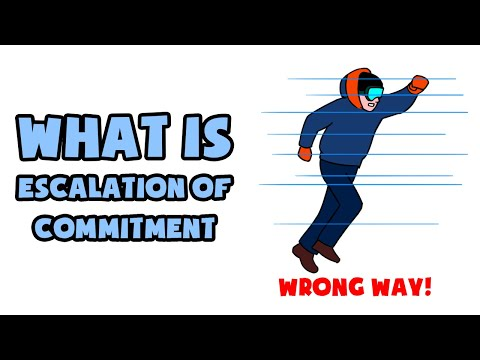 WHAT IS
ESCALATION OF
COMMITMENT
WRONG WAY!